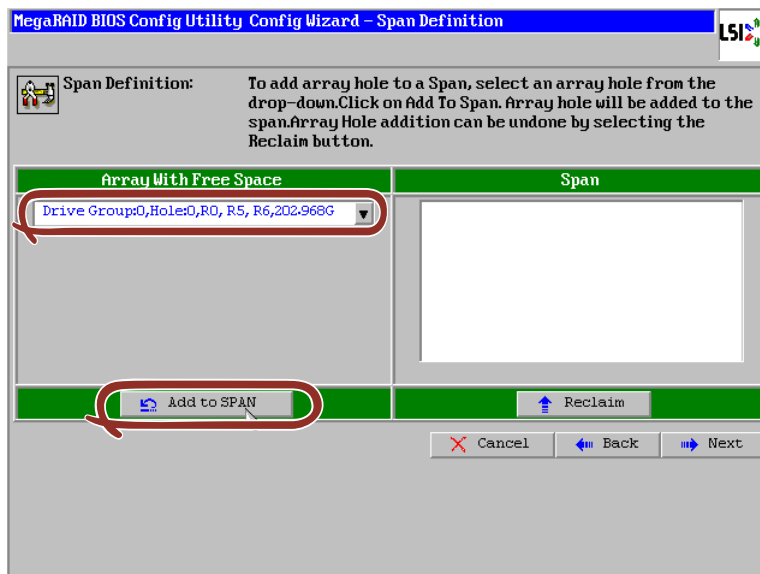 MegaRAID BIOS Config Utility Config Wizard – Span Definition
LSI
Span Definition:
To add array hole to a Span, select an array hole from the
drop-down.Click on Add To Span. Array hole will be added to the
span.Array Hole addition can be undone by selecting the
Reclaim button.
Array With Free Space
Span
Drive Group:0,Hole:0,R0, R5, R6,202.968G
Add to SPAN
Reclaim
Cancel
Back
Next